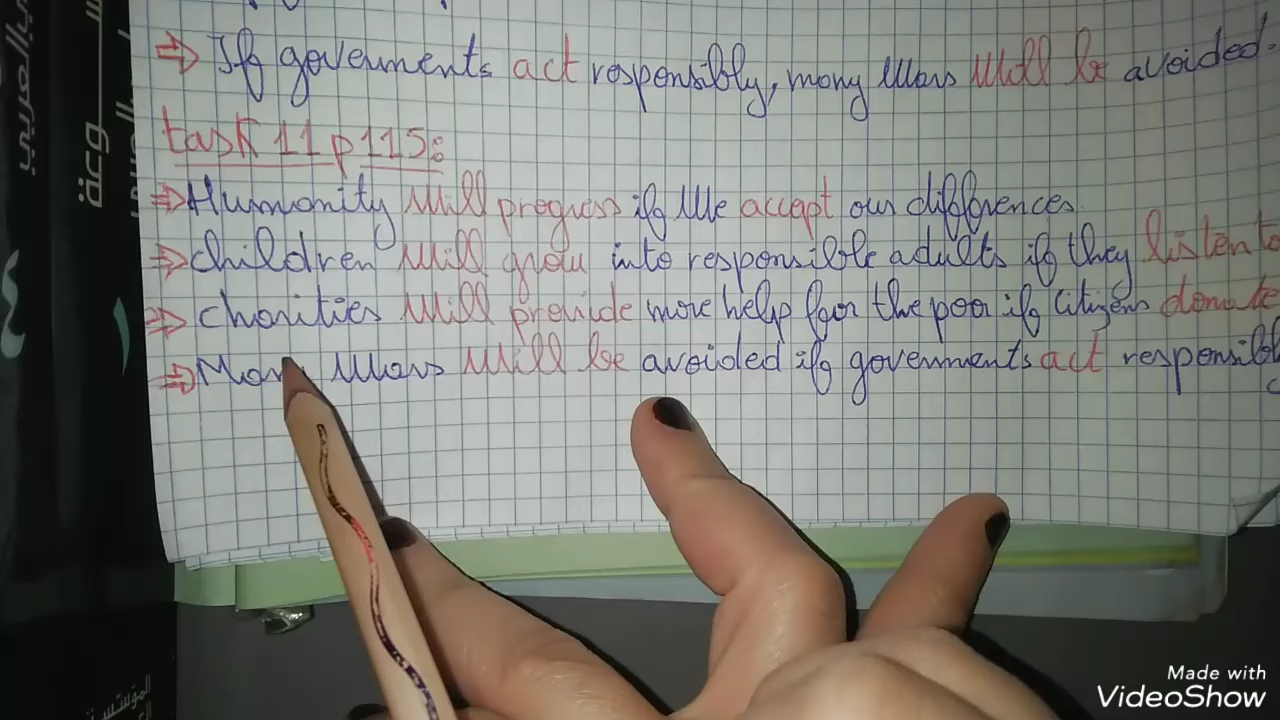 ⇒ If governments act responsibly, many wars will be avoided.
task 11 p 115:
⇒ Humanity will progress if we accept our differences.
⇒ children will grow into responsible adults if they listen to
⇒ charities will provide more help for the poor if citizens donate
⇒ Many wars will be avoided if governments act
Made with
VideoShow